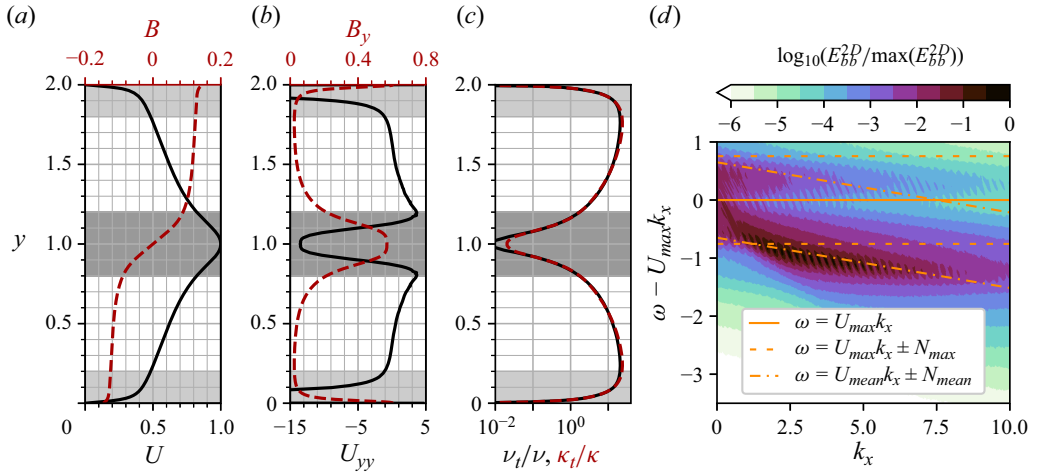 (a)
B
−0.2
0.2
2.0
1.5
y
1.0
0.5
0
0
0.5
1.0
U
(b)
B_y
0
0.6
0.8
−15
−5
5
U_yy
(c)
10^−2
10^0
ν_t/ν, κ_t/κ
(d)
log_10(E_bb^2D/max(E_bb^2D))
−6
−5
−4
−3
−2
−1
0
1
0
−1
−2
−3
ω − U_max k_x
ω = U_max k_x
ω = U_max k_x ± N_max
ω = U_mean k_x ± N_mean
0
2.5
5.0
7.5
10.0
k_x